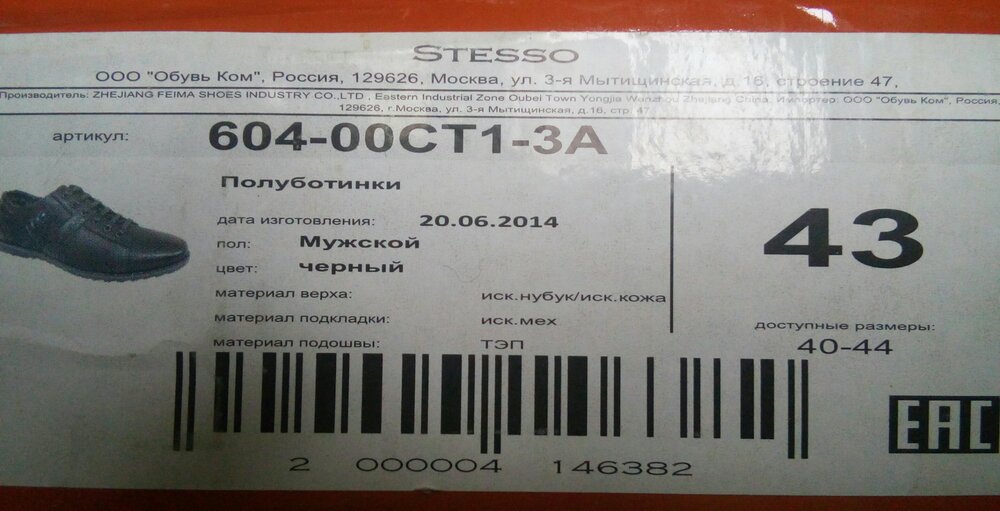 STESSO
ООО "Обувь Ком", Россия, 129626, Москва, ул. 3-я Мытищинская, д.16, строение 47,
Производитель: ZHEJIANG FEIMA SHOES INDUSTRY CO.,LTD , Eastern Industrial Zone Oubei Town Yongjia Wenzhou Zhejiang China, Импортер: ООО "Обувь Ком", Россия,
129626, г.Москва, ул. 3-я Мытищинская, д.16, стр. 47
артикул: 604-00СТ1-3А
Полуботинки
дата изготовления: 20.06.2014
пол: Мужской
цвет: черный
материал верха: иск.нубук/иск.кожа
материал подкладки: иск.мех
материал подошвы: ТЭП
43
доступные размеры:
40-44
EAC
2 000004 146382